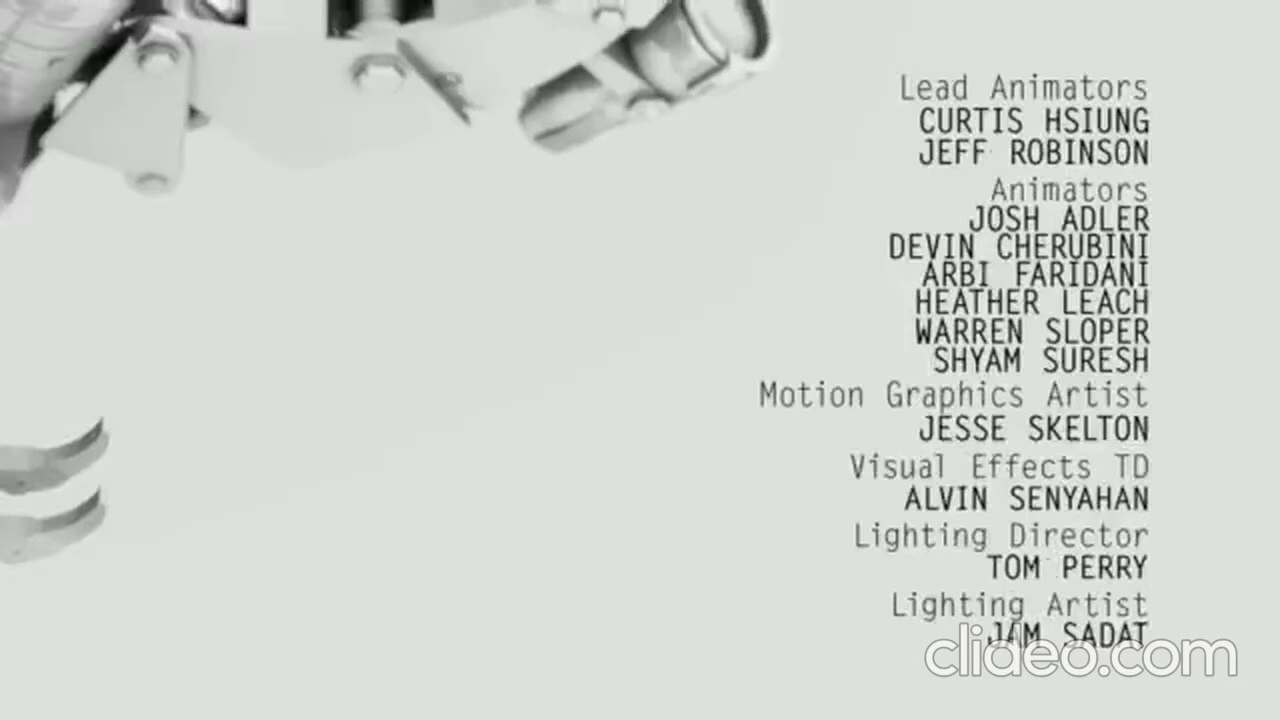 Lead Animators
CURTIS HSIUNG
JEFF ROBINSON
Animators
JOSH ADLER
DEVIN CHERUBINI
ARBI FARIDANI
HEATHER LEACH
WARREN SLOPER
SHYAM SURESH
Motion Graphics Artist
JESSE SKELTON
Visual Effects TD
ALVIN SENYAHAN
Lighting Director
TOM PERRY
Lighting Artist
JAM SADAT
clideo.com